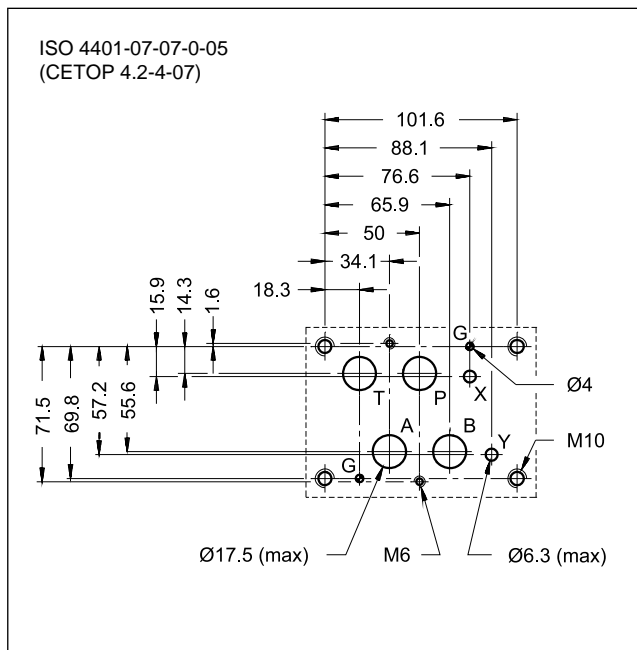 ISO 4401-07-07-0-05
(CETOP 4.2-4-07)
101.6
88.1
76.6
65.9
50
34.1
18.3
15.9
14.3
1.6
G
Ø4
T
P
X
71.5
69.8
57.2
55.6
A
B
Y
M10
G
Ø17.5 (max)
M6
Ø6.3 (max)